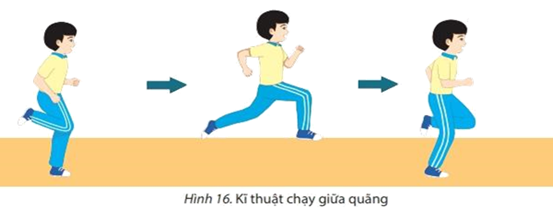 Hình 16. Kĩ thuật chạy giữa quãng